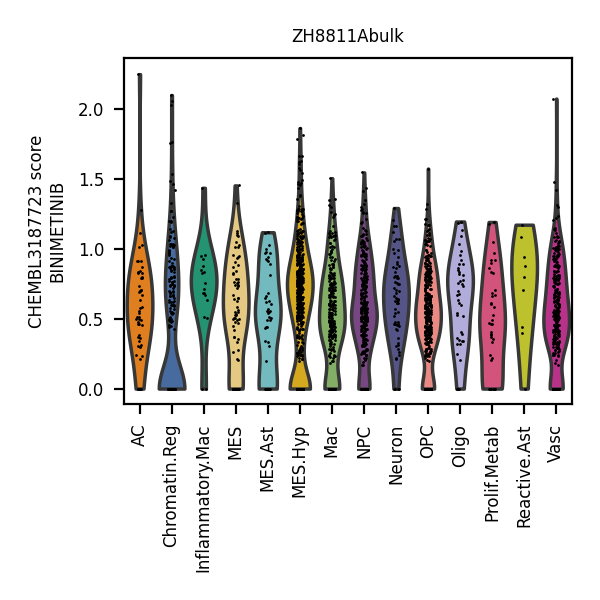 ZH8811Abulk
CHEMBL3187723 score
BINIMETINIB
2.0
1.5
1.0
0.5
0.0
AC
Chromatin.Reg
Inflammatory.Mac
MES
MES.Ast
MES.Hyp
Mac
NPC
Neuron
OPC
Oligo
Prolif.Metab
Reactive.Ast
Vasc